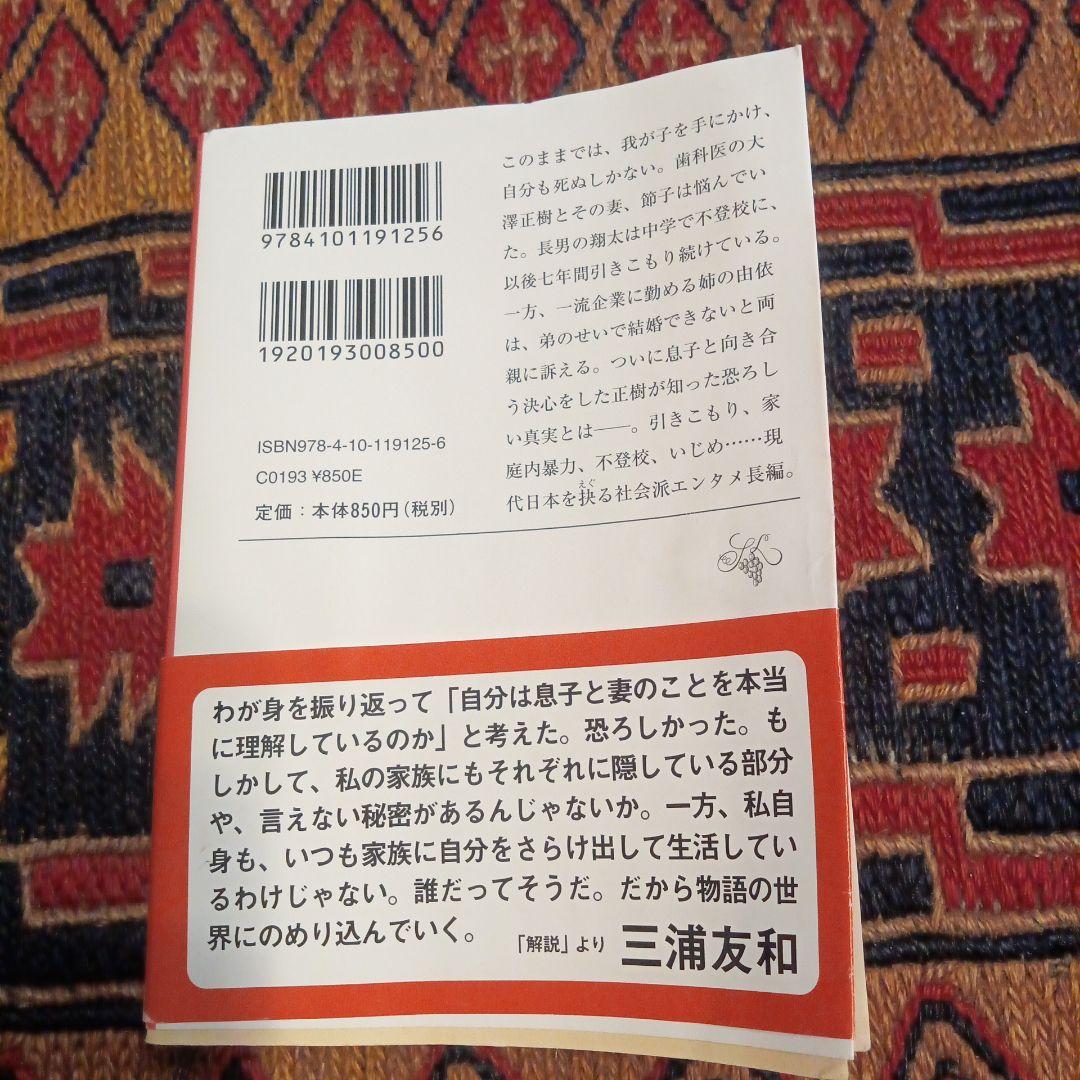 9784101191256
1920193008500
ISBN978-4-10-119125-6
C0193 ¥850E
定価：本体850円(税別)
このままでは、我が子を手にかけ、
自分も死ぬしかない。歯科医の大
澤正樹とその妻、節子は悩んでい
た。長男の翔太は中学で不登校に、
以後七年間引きこもり続けている。
一方、一流企業に勤める姉の由依
は、弟のせいで結婚できないと両
親に訴える。ついに息子と向き合
う決心をした正樹が知った恐ろし
い真実とは――。引きこもり、家
庭内暴力、不登校、いじめ……現
えぐ
代日本を抉る社会派エンタメ長編。
わが身を振り返って「自分は息子と妻のことを本当
に理解しているのか」と考えた。恐ろしかった。も
しかして、私の家族にもそれぞれに隠している部分
や、言えない秘密があるんじゃないか。一方、私自
身も、いつも家族に自分をさらけ出して生活してい
るわけじゃない。誰だってそうだ。だから物語の世
界にのめり込んでいく。
「解説」より 三浦友和